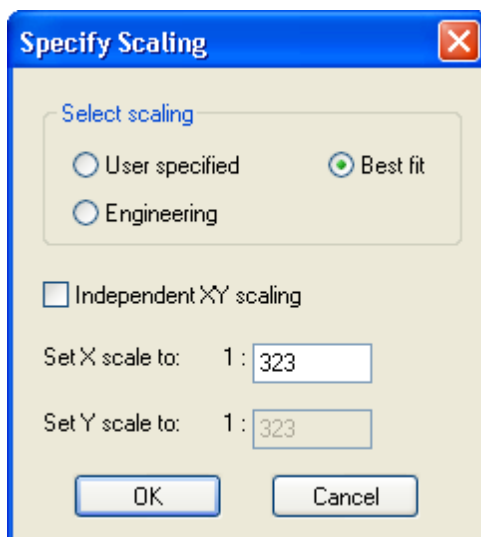 Specify Scaling
Select scaling
User specified Best fit
Engineering
Independent XY scaling
Set X scale to: 1 : 323
Set Y scale to: 1 : 323
OK Cancel